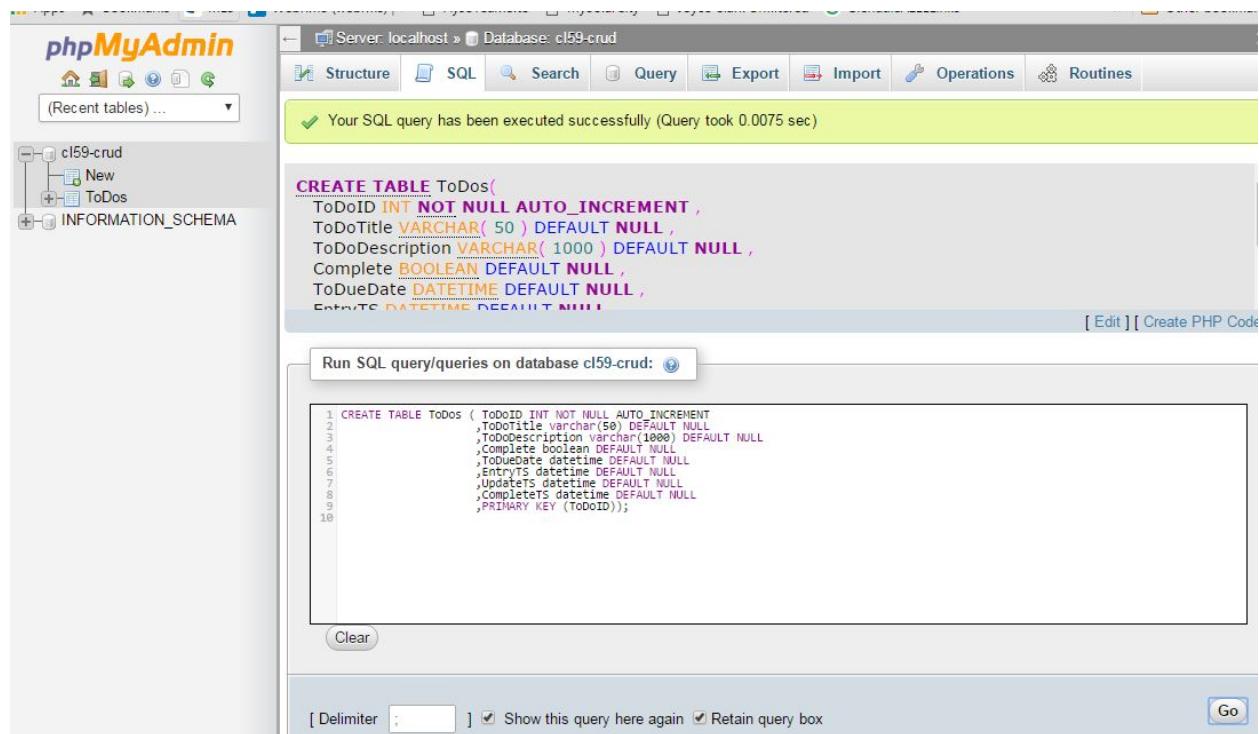 phpMyAdmin
(Recent tables) ...
cl59-crud
New
ToDos
INFORMATION_SCHEMA
Server: localhost » Database: cl59-crud
Structure SQL Search Query Export Import Operations Routines
Your SQL query has been executed successfully (Query took 0.0075 sec)
CREATE TABLE ToDos(
ToDoID INT NOT NULL AUTO_INCREMENT ,
ToDoTitle VARCHAR( 50 ) DEFAULT NULL ,
ToDoDescription VARCHAR( 1000 ) DEFAULT NULL ,
Complete BOOLEAN DEFAULT NULL ,
ToDueDate DATETIME DEFAULT NULL ,
EntryTS DATETIME DEFAULT NULL
[ Edit ] [ Create PHP Code
Run SQL query/queries on database cl59-crud:
1 CREATE TABLE ToDos ( ToDoID INT NOT NULL AUTO_INCREMENT
2 ,ToDoTitle varchar(50) DEFAULT NULL
3 ,ToDoDescription varchar(1000) DEFAULT NULL
4 ,Complete boolean DEFAULT NULL
5 ,ToDueDate datetime DEFAULT NULL
6 ,EntryTS datetime DEFAULT NULL
7 ,UpdateTS datetime DEFAULT NULL
8 ,CompleteTS datetime DEFAULT NULL
9 ,PRIMARY KEY (ToDoID));
10
Clear
[ Delimiter ; ] Show this query here again Retain query box
Go